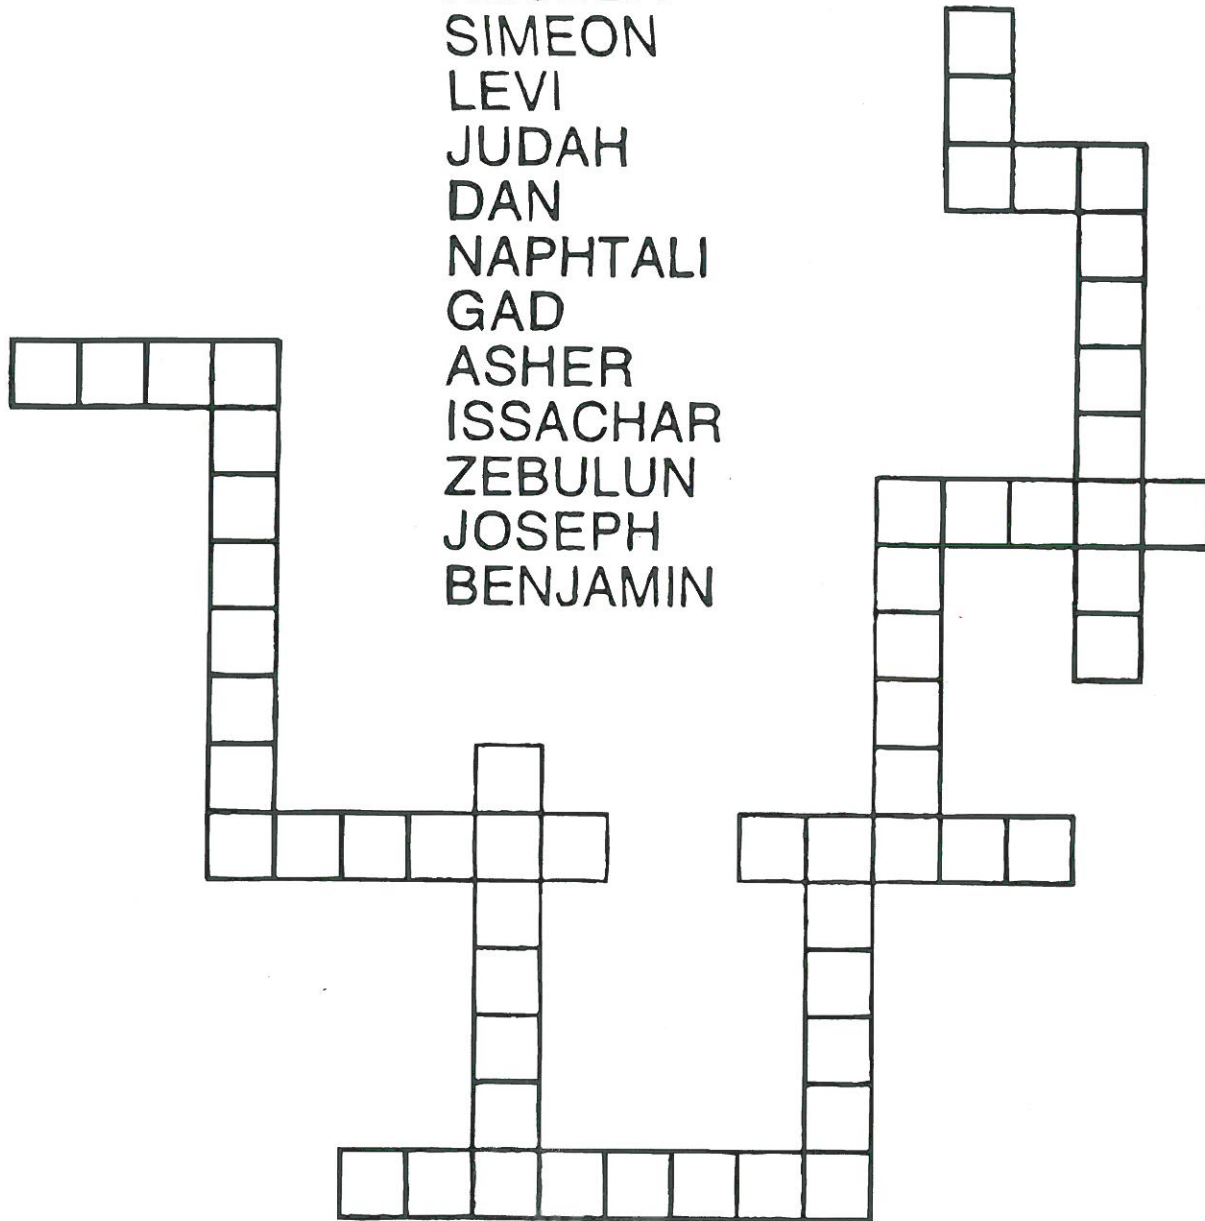 SIMEON
LEVI
JUDAH
DAN
NAPHTALI
GAD
ASHER
ISSACHAR
ZEBULUN
JOSEPH
BENJAMIN